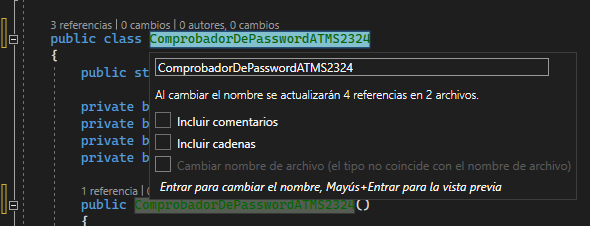 3 referencias | 0 cambios | 0 autores, 0 cambios
public class ComprobadorDePasswordATMS2324
{
public st
ComprobadorDePasswordATMS2324
Al cambiar el nombre se actualizarán 4 referencias en 2 archivos.
private b
Incluir comentarios
private b
private b
Incluir cadenas
private b
Cambiar nombre de archivo (el tipo no coincide con el nombre de archivo)
Entrar para cambiar el nombre, Mayús+Entrar para la vista previa
1 referencia | 0
public ComprobadorDePasswordATMS2324()
{